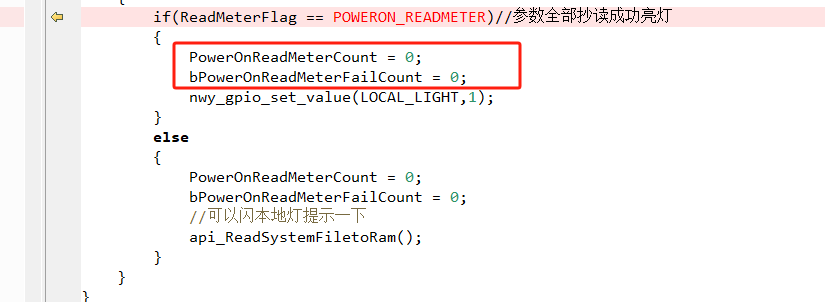 {
if(ReadMeterFlag == POWERON_READMETER)//参数全部抄读成功亮灯
{
PowerOnReadMeterCount = 0;
bPowerOnReadMeterFailCount = 0;
nwy_gpio_set_value(LOCAL_LIGHT,1);
}
else
{
PowerOnReadMeterCount = 0;
bPowerOnReadMeterFailCount = 0;
//可以闪本地灯提示一下
api_ReadSystemFiletoRam();
}
}
}